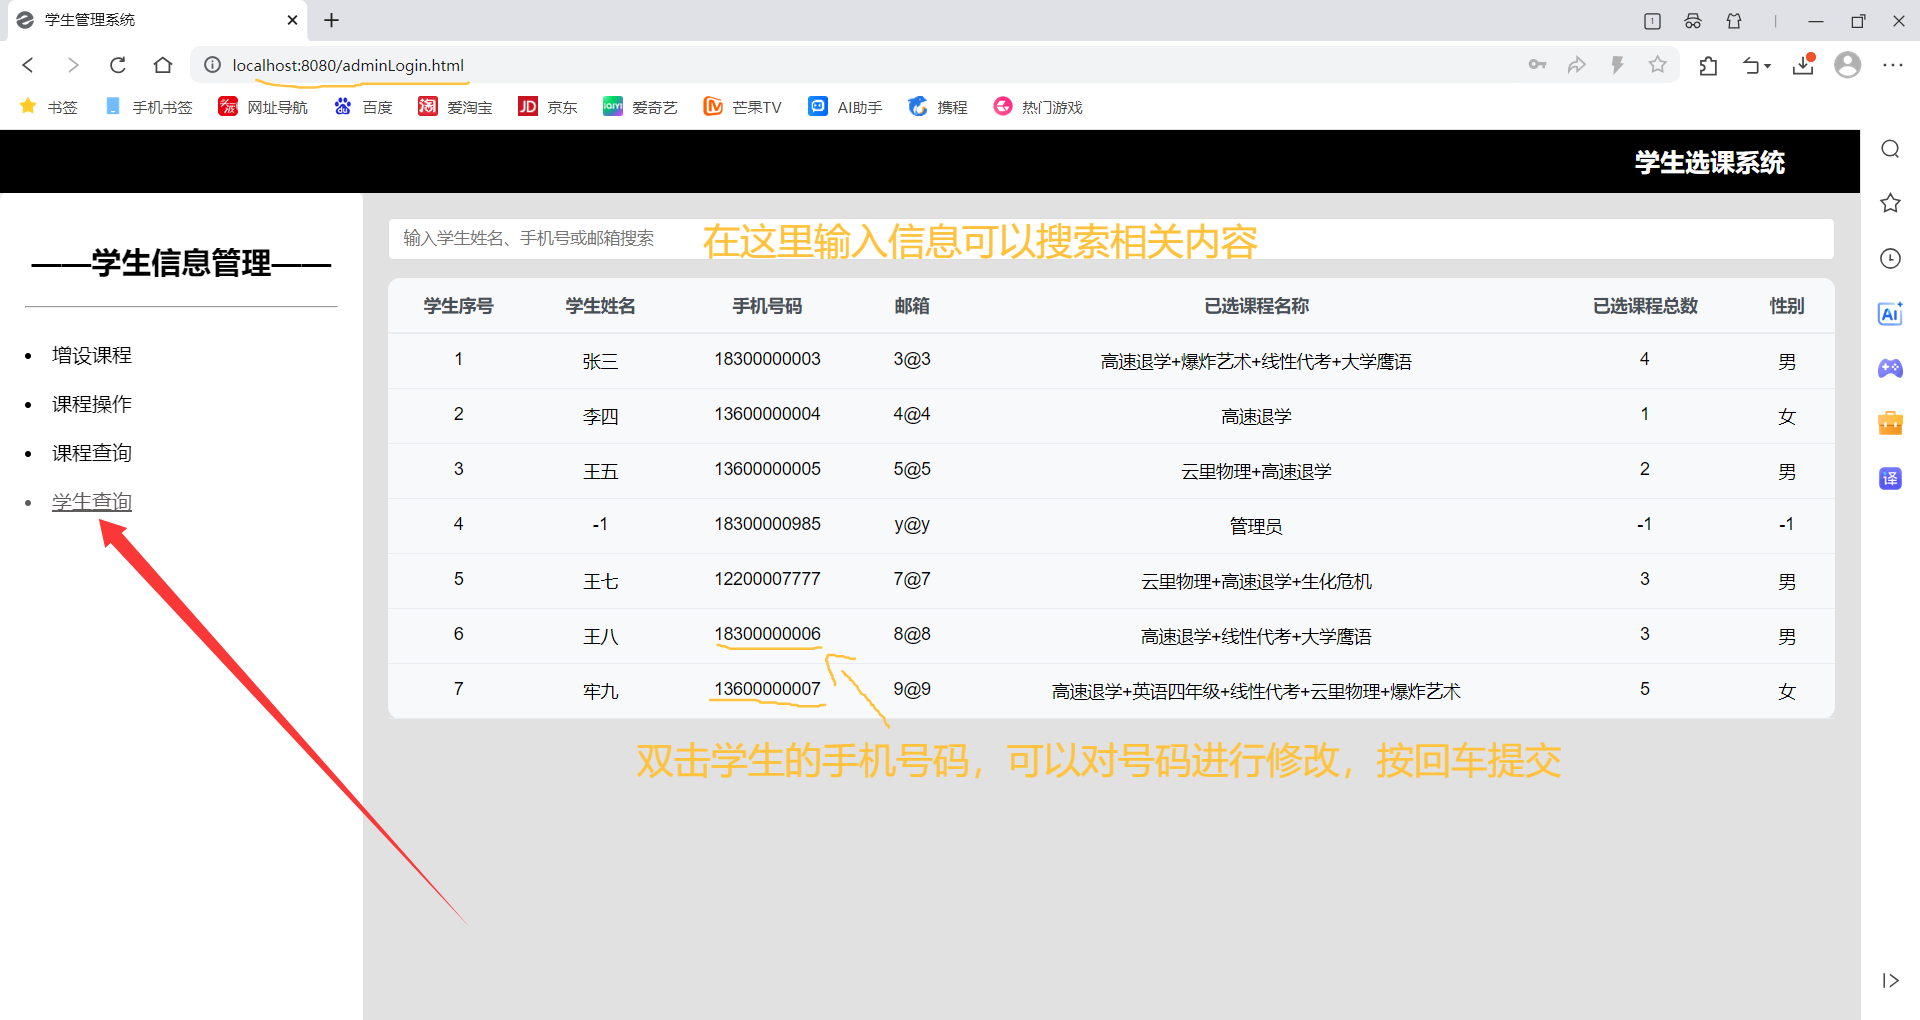 学生管理系统
localhost:8080/adminLogin.html
书签 手机书签 网址导航 百度 爱淘宝 京东 爱奇艺 芒果TV AI助手 携程 热门游戏
学生选课系统
——学生信息管理——
增设课程
课程操作
课程查询
学生查询
输入学生姓名、手机号或邮箱搜索
在这里输入信息可以搜索相关内容
学生序号 学生姓名 手机号码 邮箱 已选课程名称 已选课程总数 性别
1 张三 18300000003 3@3 高速退学+爆炸艺术+线性代考+大学鹰语 4 男
2 李四 13600000004 4@4 高速退学 1 女
3 王五 13600000005 5@5 云里物理+高速退学 2 男
4 -1 18300000985 y@y 管理员 -1 -1
5 王七 12200007777 7@7 云里物理+高速退学+生化危机 3 男
6 王八 18300000006 8@8 高速退学+线性代考+大学鹰语 3 男
7 牢九 13600000007 9@9 高速退学+英语四年级+线性代考+云里物理+爆炸艺术 5 女
双击学生的手机号码，可以对号码进行修改，按回车提交